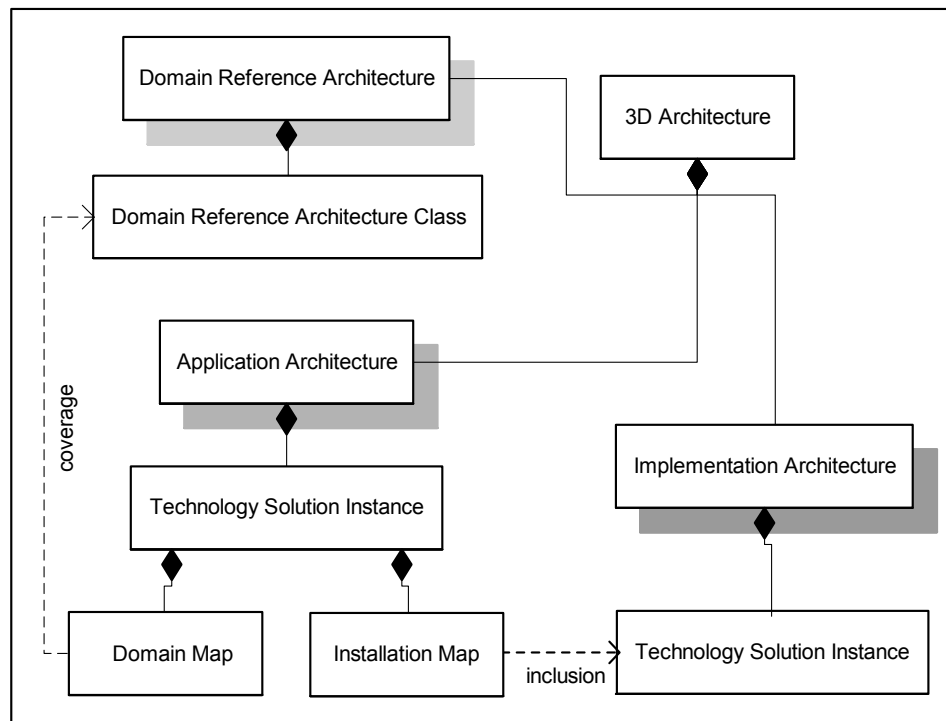 Domain Reference Architecture
3D Architecture
Domain Reference Architecture Class
Application Architecture
coverage
Implementation Architecture
Technology Solution Instance
Domain Map
Installation Map
inclusion
Technology Solution Instance